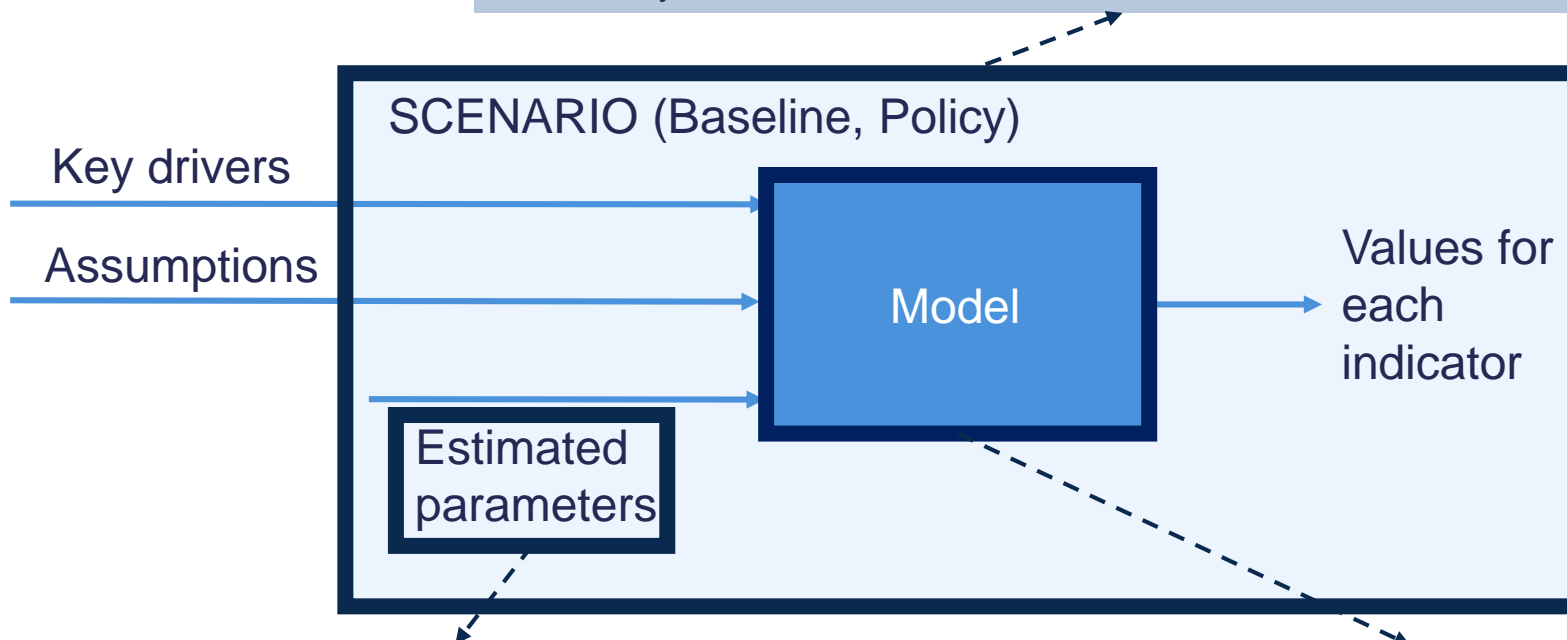 SCENARIO (Baseline, Policy)
Key drivers
Assumptions
Model
Values for
each
indicator
Estimated
parameters